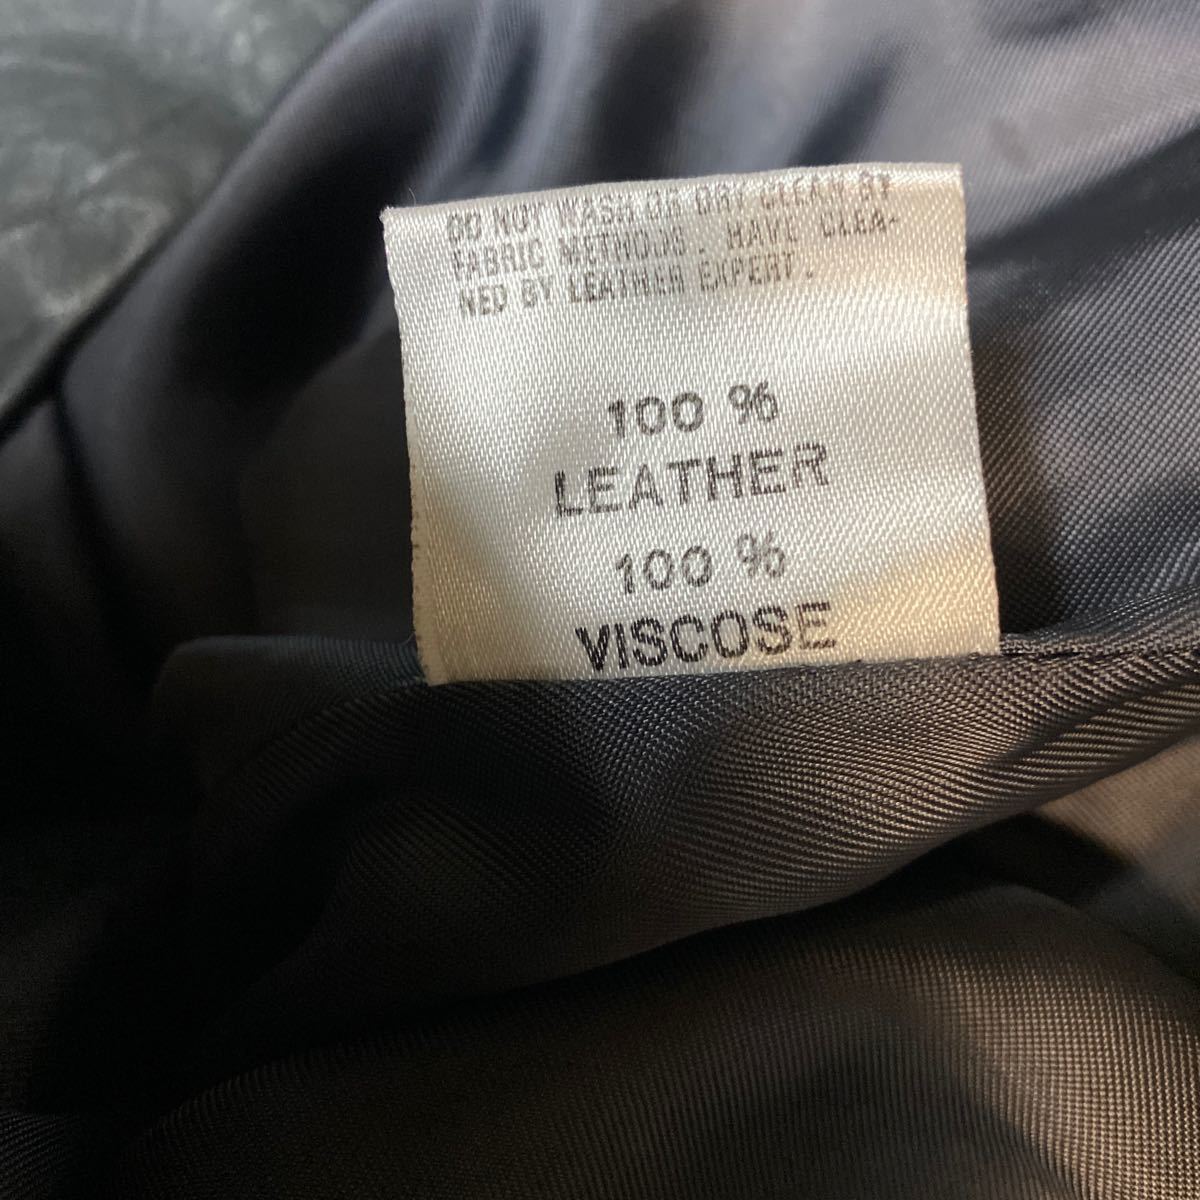 DO NOT WASH OR DRY CLEAN BY
FABRIC METHODS. HAVE CLEA-
NED BY LEATHER EXPERT.
100 %
LEATHER
100 %
VISCOSE